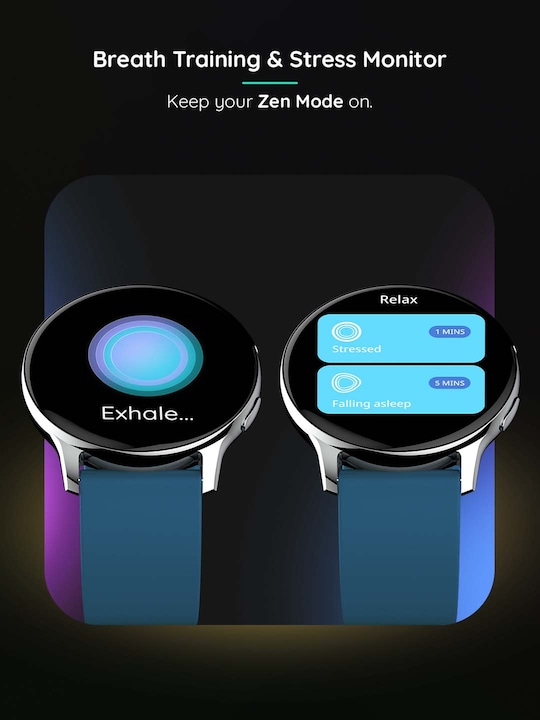 Breath Training & Stress Monitor
Keep your Zen Mode on.
Exhale...
Relax
1 MINS
Stressed
5 MINS
Falling asleep